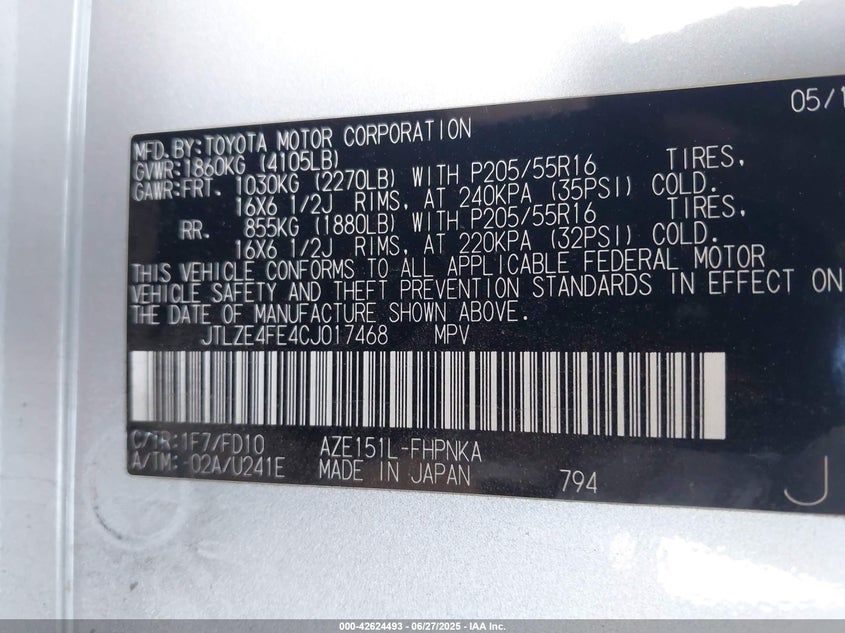 05/1
MFD.BY:TOYOTA MOTOR CORPORATION
GVWR:1860KG (4105LB)
GAWR:FRT. 1030KG (2270LB) WITH P205/55R16 TIRES,
16X6 1/2J RIMS, AT 240KPA (35PSI) COLD.
RR. 855KG (1880LB) WITH P205/55R16 TIRES,
16X6 1/2J RIMS, AT 220KPA (32PSI) COLD.
THIS VEHICLE CONFORMS TO ALL APPLICABLE FEDERAL MOTOR
VEHICLE SAFETY AND THEFT PREVENTION STANDARDS IN EFFECT ON
THE DATE OF MANUFACTURE SHOWN ABOVE.
JTLZE4FE4CJ017468 MPV
C/TR:1F7/FD10 AZE151L-FHPNKA
A/TM:-02A/U241E MADE IN JAPAN 794
J
000-42624493 - 06/27/2025 - IAA Inc.